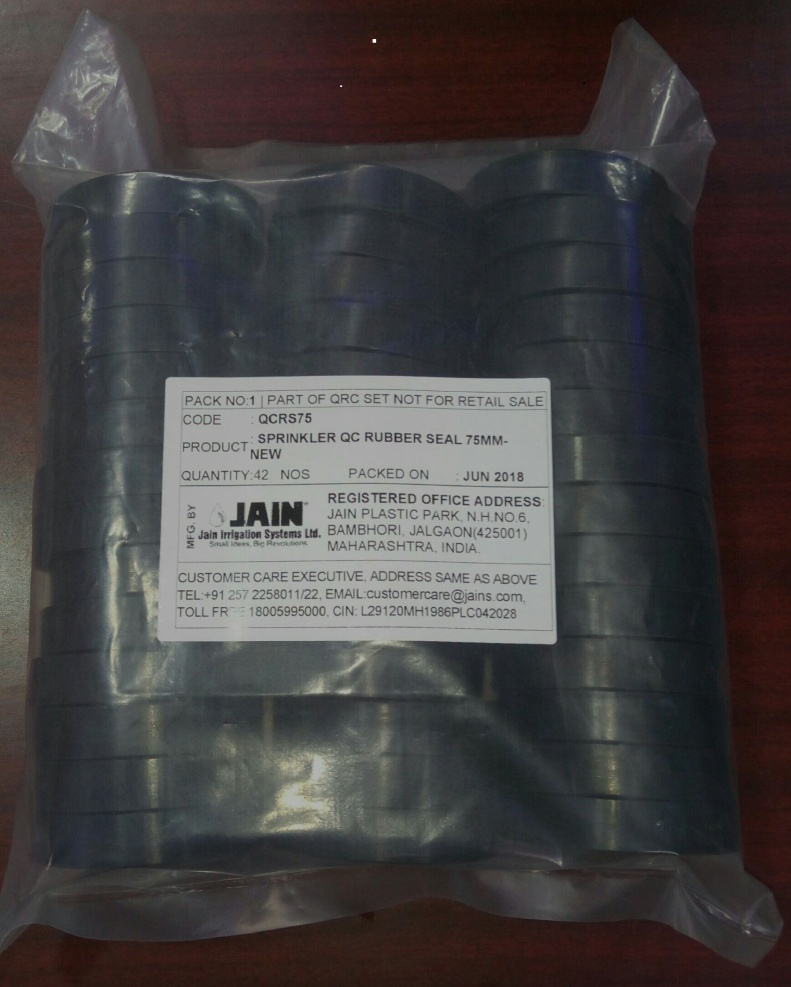 PACK NO:1 | PART OF QRC SET NOT FOR RETAIL SALE
CODE : QCRS75
PRODUCT : SPRINKLER QC RUBBER SEAL 75MM-
NEW
QUANTITY:42 NOS PACKED ON : JUN 2018
MFG. BY
JAIN®
Jain Irrigation Systems Ltd.
Small Ideas, Big Revolutions.
REGISTERED OFFICE ADDRESS:
JAIN PLASTIC PARK, N.H.NO.6,
BAMBHORI, JALGAON(425001)
MAHARASHTRA, INDIA.
CUSTOMER CARE EXECUTIVE, ADDRESS SAME AS ABOVE
TEL:+91 257 2258011/22, EMAIL:customercare@jains.com,
TOLL FREE 18005995000, CIN: L29120MH1986PLC042028